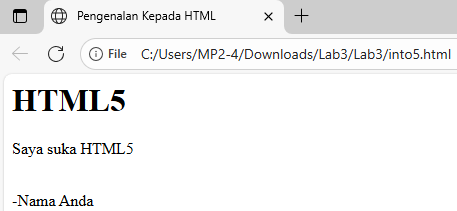 Pengenalan Kepada HTML
File C:/Users/MP2-4/Downloads/Lab3/Lab3/into5.html
HTML5
Saya suka HTML5
-Nama Anda